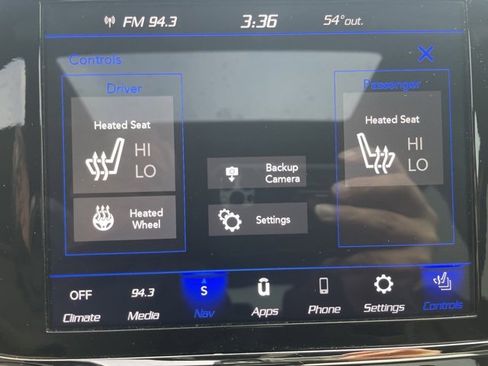 FM 94.3
3:36
54°out.
Controls
Driver
Heated Seat
HI
LO
Heated
Wheel
Backup
Camera
Settings
Passenger
Heated Seat
HI
LO
OFF
Climate
94.3
Media
S
Nav
Apps
Phone
Settings
Controls